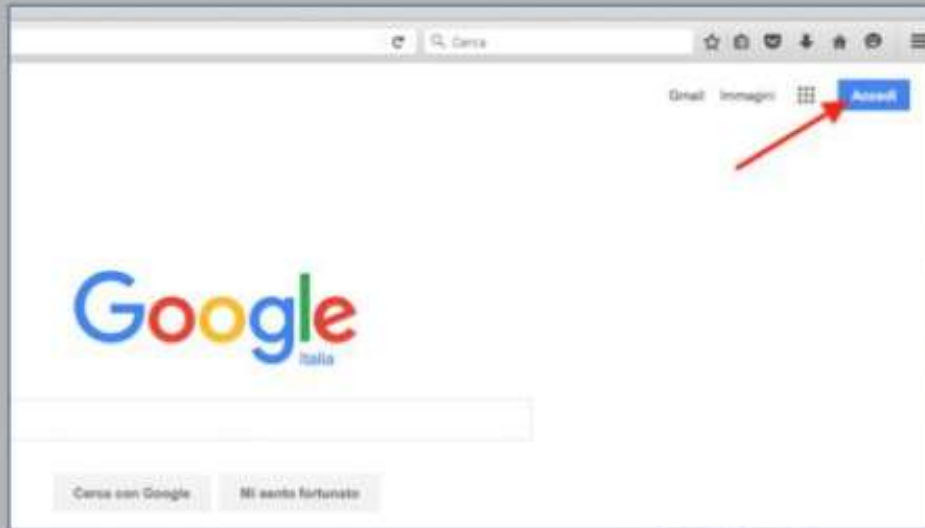 Cerca
Gmail Immagini Accedi
Google
Italia
Cerca con Google Mi sento fortunato